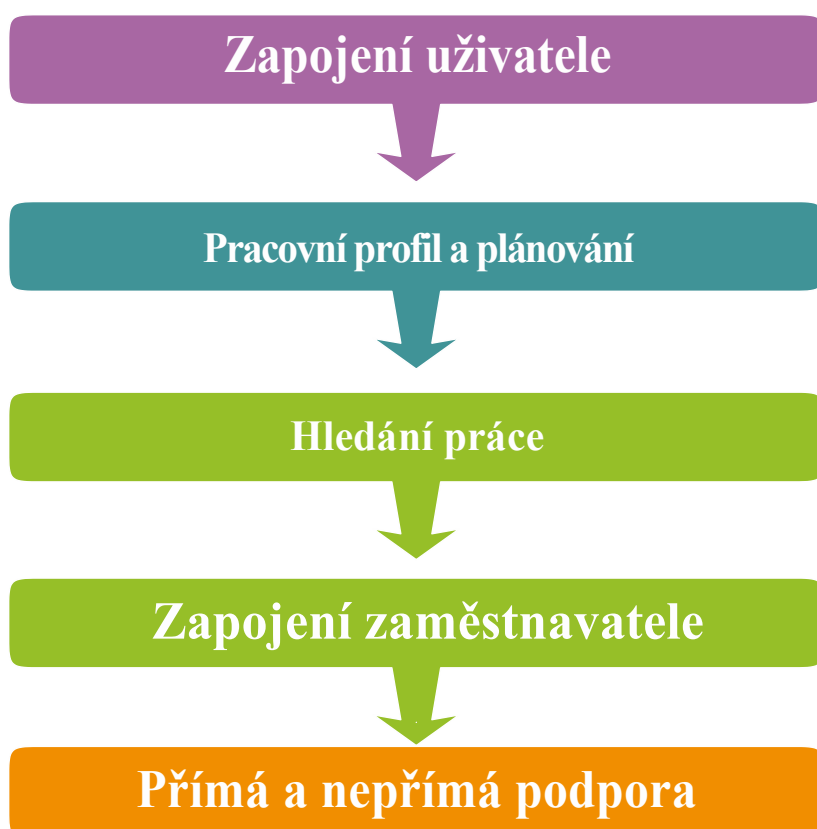 Zapojení uživatele
Pracovní profil a plánování
Hledání práce
Zapojení zaměstnavatele
Přímá a nepřímá podpora